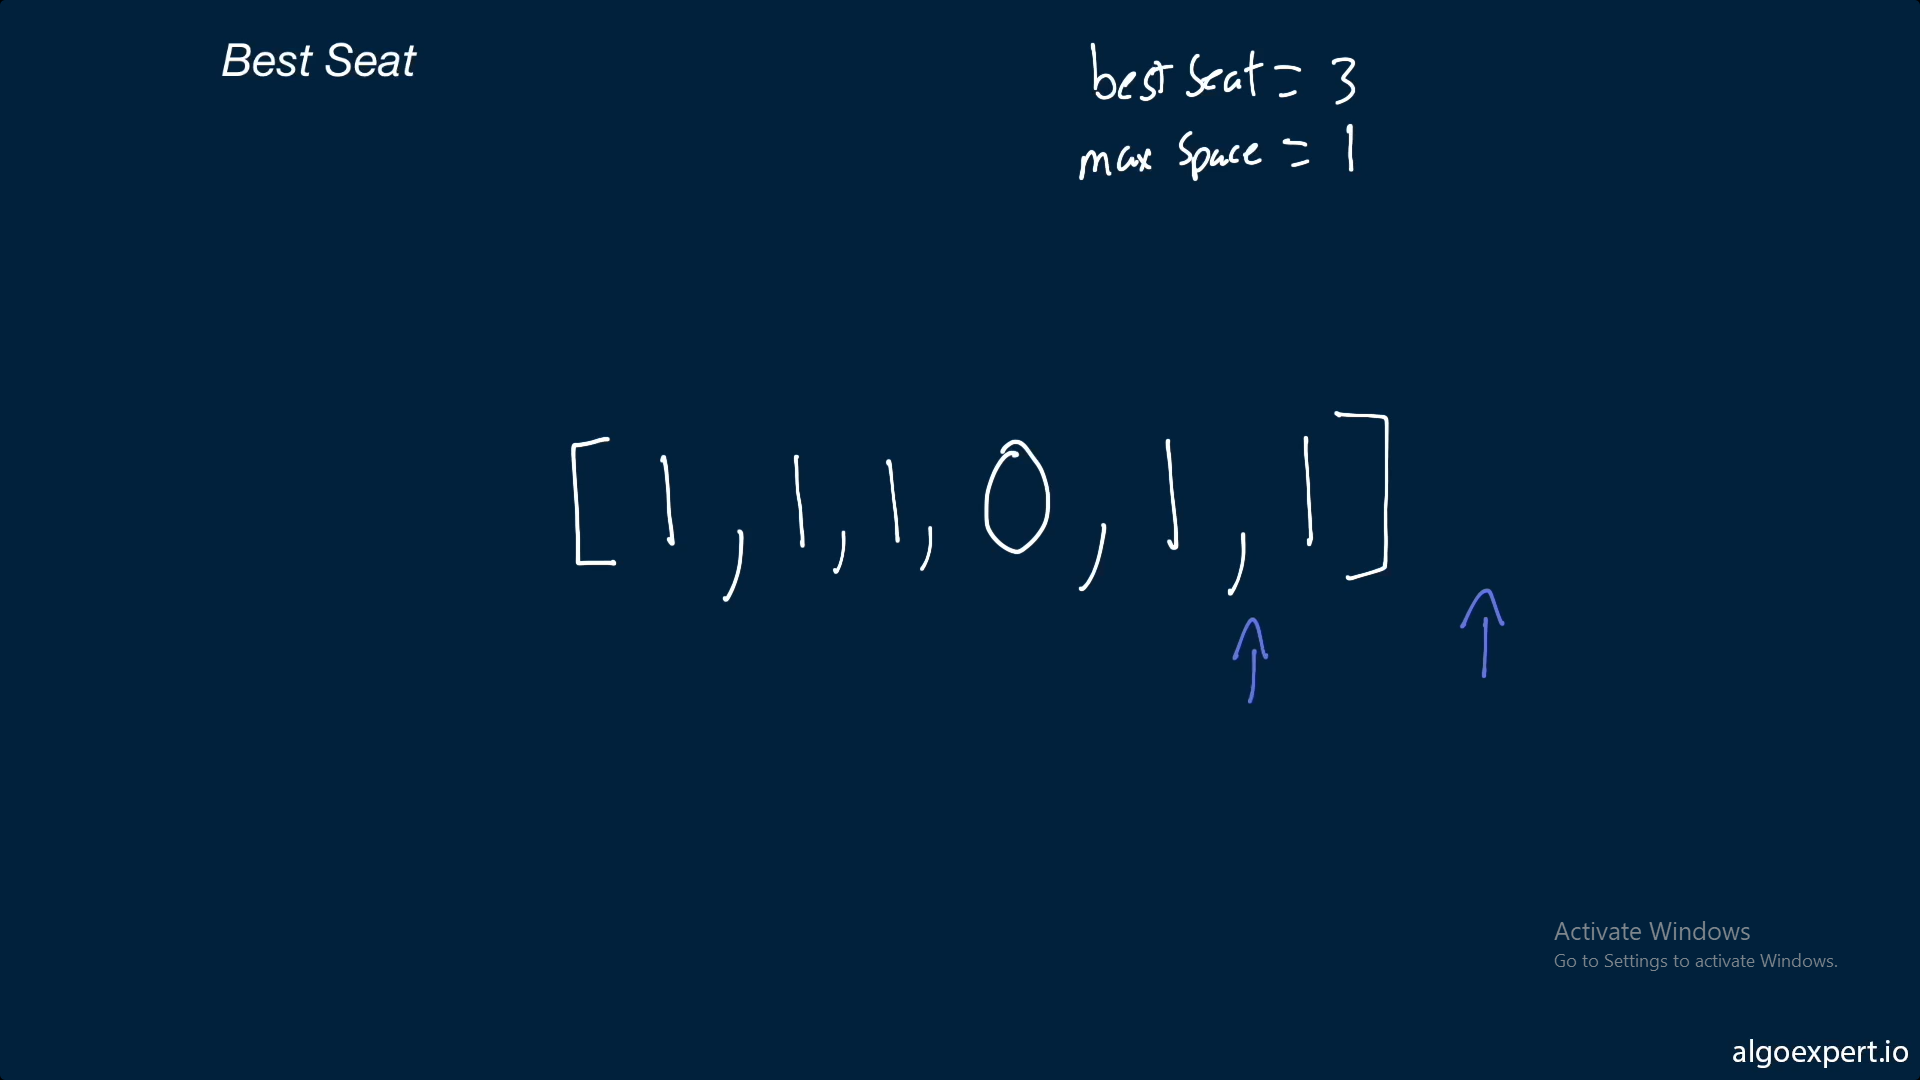 Best Seat
best seat = 3
max space = 1
[1, 1, 1, 0, 1, 1]
Activate Windows
Go to Settings to activate Windows.
algoexpert.io